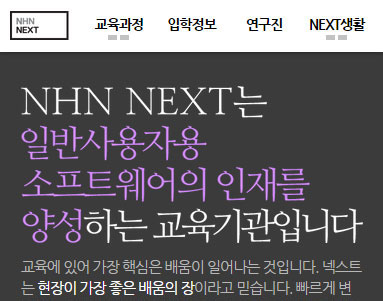 NHN
NEXT
교육과정 입학정보 연구진 NEXT생활
NHN NEXT는
일반사용자용
소프트웨어의 인재를
양성하는 교육기관입니다
교육에 있어 가장 핵심은 배움이 일어나는 것입니다. 넥스트
는 현장이 가장 좋은 배움의 장이라고 믿습니다. 빠르게 변